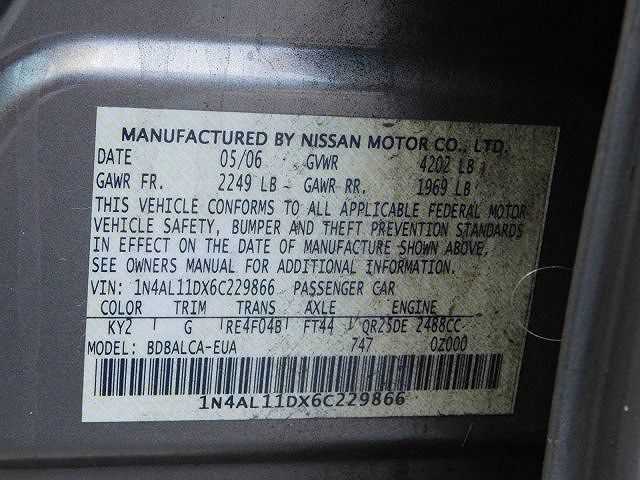 MANUFACTURED BY NISSAN MOTOR CO., LTD.
DATE 05/06 GVWR 4202 LB
GAWR FR. 2249 LB GAWR RR. 1969 LB
THIS VEHICLE CONFORMS TO ALL APPLICABLE FEDERAL MOTOR
VEHICLE SAFETY, BUMPER AND THEFT PREVENTION STANDARDS
IN EFFECT ON THE DATE OF MANUFACTURE SHOWN ABOVE.
SEE OWNERS MANUAL FOR ADDITIONAL INFORMATION.
VIN: 1N4AL11DX6C229866 PASSENGER CAR
COLOR TRIM TRANS AXLE ENGINE
KY2 G RE4F04B FT44 QR25DE 2488CC
MODEL: BDBALCA-EUA 747 0Z000
1N4AL11DX6C229866